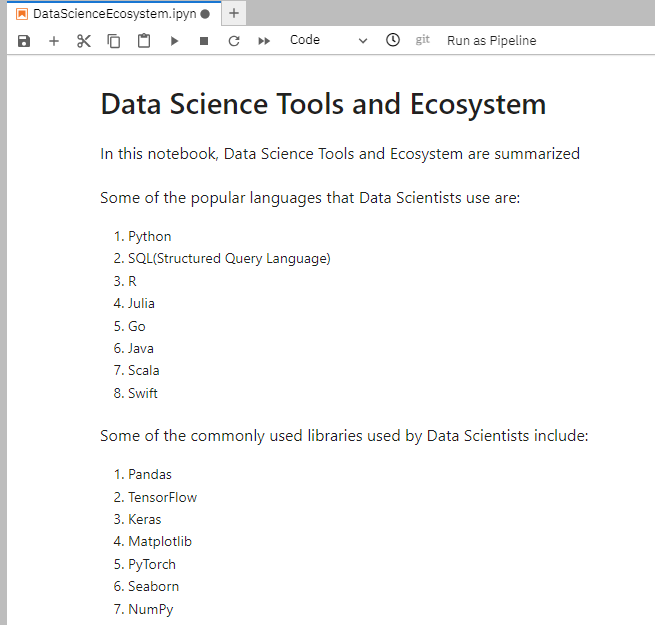 DataScienceEcosystem.ipyn
Code
git
Run as Pipeline
Data Science Tools and Ecosystem
In this notebook, Data Science Tools and Ecosystem are summarized
Some of the popular languages that Data Scientists use are:
1. Python
2. SQL(Structured Query Language)
3. R
4. Julia
5. Go
6. Java
7. Scala
8. Swift
Some of the commonly used libraries used by Data Scientists include:
1. Pandas
2. TensorFlow
3. Keras
4. Matplotlib
5. PyTorch
6. Seaborn
7. NumPy